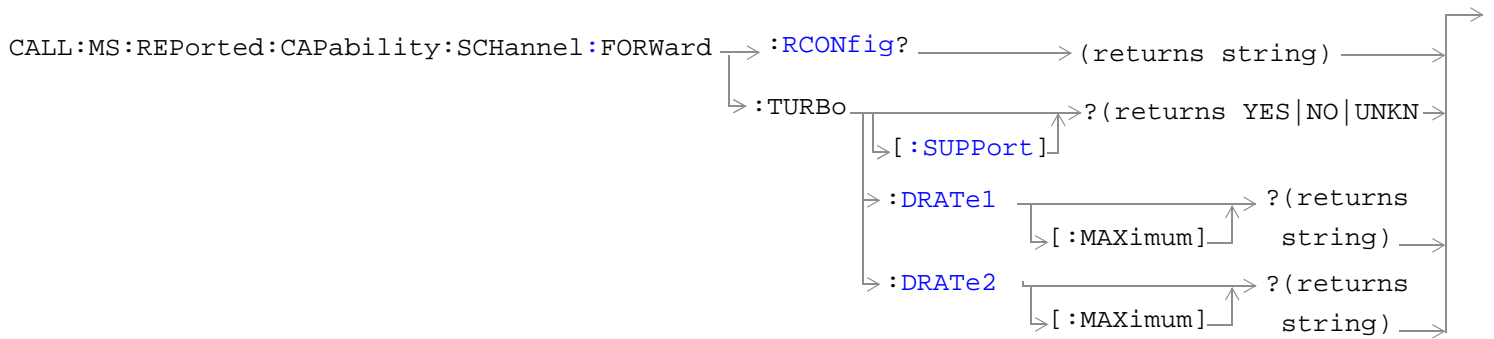 CALL:MS:REPorted:CAPability:SCHannel:FORWard :RCONfig? (returns string)
:TURBo ?(returns YES|NO|UNKN
[:SUPPort]
:DRATe1 ?(returns
[:MAXimum] string)
:DRATe2 ?(returns
[:MAXimum] string)